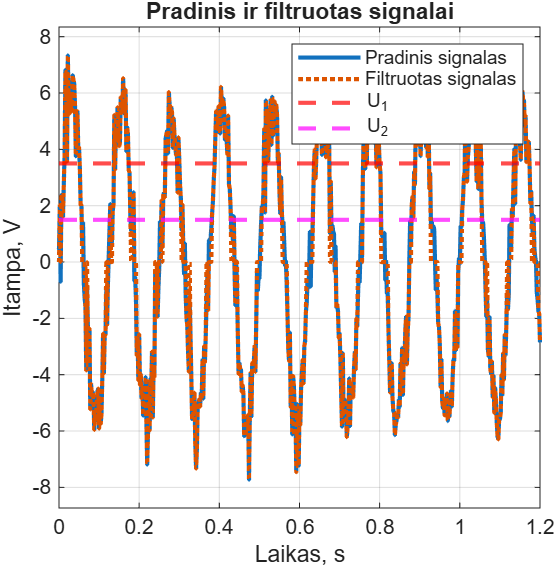 Pradinis ir filtruotas signalai
Pradinis signalas
Filtruotas signalas
U1
U2
Itampa, V
8
6
4
2
0
-2
-4
-6
-8
0
0.2
0.4
0.6
0.8
1
1.2
Laikas, s